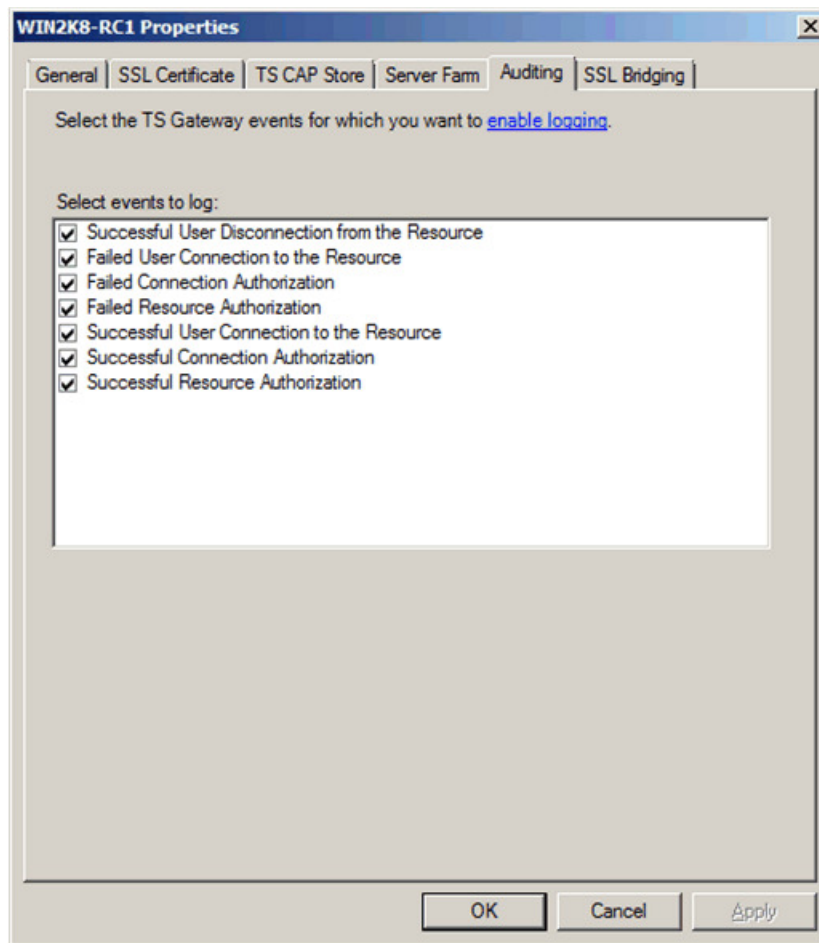 WIN2K8-RC1 Properties
General SSL Certificate TS CAP Store Server Farm Auditing SSL Bridging
Select the TS Gateway events for which you want to enable logging.
Select events to log:
Successful User Disconnection from the Resource
Failed User Connection to the Resource
Failed Connection Authorization
Failed Resource Authorization
Successful User Connection to the Resource
Successful Connection Authorization
Successful Resource Authorization
OK Cancel Apply